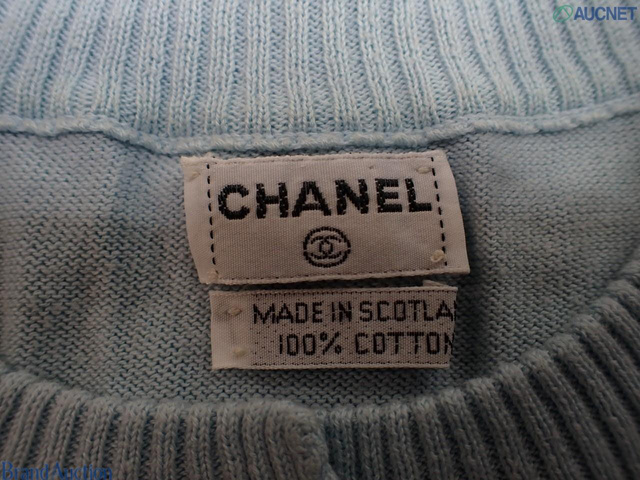 AUCNET
CHANEL
MADE IN SCOTLA
100% COTTON
Brand Auction